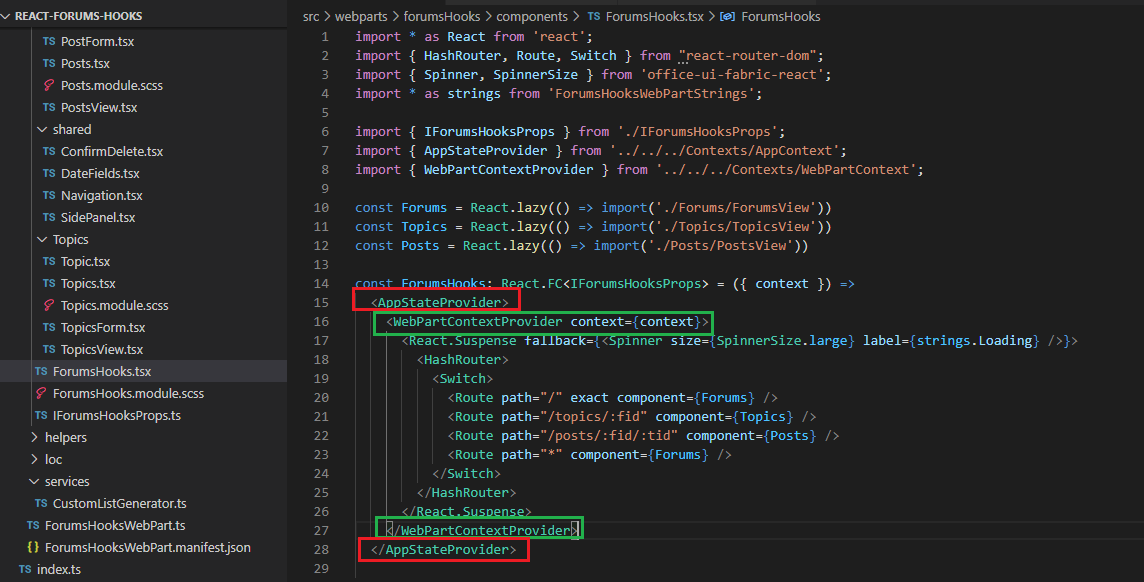 REACT-FORUMS-HOOKS
TS PostForm.tsx
TS Posts.tsx
Posts.module.scss
TS PostsView.tsx
shared
TS ConfirmDelete.tsx
TS DateFields.tsx
TS Navigation.tsx
TS SidePanel.tsx
Topics
TS Topic.tsx
TS Topics.tsx
Topics.module.scss
TS TopicsForm.tsx
TS TopicsView.tsx
TS ForumsHooks.tsx
ForumsHooks.module.scss
TS IForumsHooksProps.ts
helpers
loc
services
TS CustomListGenerator.ts
TS ForumsHooksWebPart.ts
{} ForumsHooksWebPart.manifest.json
TS index.ts
src > webparts > forumsHooks > components > TS ForumsHooks.tsx > ForumsHooks
1 import * as React from 'react';
2 import { HashRouter, Route, Switch } from "react-router-dom";
3 import { Spinner, SpinnerSize } from 'office-ui-fabric-react';
4 import * as strings from 'ForumsHooksWebPartStrings';
5
6 import { IForumsHooksProps } from './IForumsHooksProps';
7 import { AppStateProvider } from '../../../Contexts/AppContext';
8 import { WebPartContextProvider } from '../../../Contexts/WebPartContext';
9
10 const Forums = React.lazy(() => import('./Forums/ForumsView'))
11 const Topics = React.lazy(() => import('./Topics/TopicsView'))
12 const Posts = React.lazy(() => import('./Posts/PostsView'))
13
14 const ForumsHooks: React.FC<IForumsHooksProps> = ({ context }) =>
15 <AppStateProvider>
16 <WebPartContextProvider context={context}>
17 <React.Suspense fallback={<Spinner size={SpinnerSize.large} label={strings.Loading} />}>
18 <HashRouter>
19 <Switch>
20 <Route path="/" exact component={Forums} />
21 <Route path="/topics/:fid" component={Topics} />
22 <Route path="/posts/:fid/:tid" component={Posts} />
23 <Route path="*" component={Forums} />
24 </Switch>
25 </HashRouter>
26 </React.Suspense>
27 </WebPartContextProvider>
28 </AppStateProvider>
29